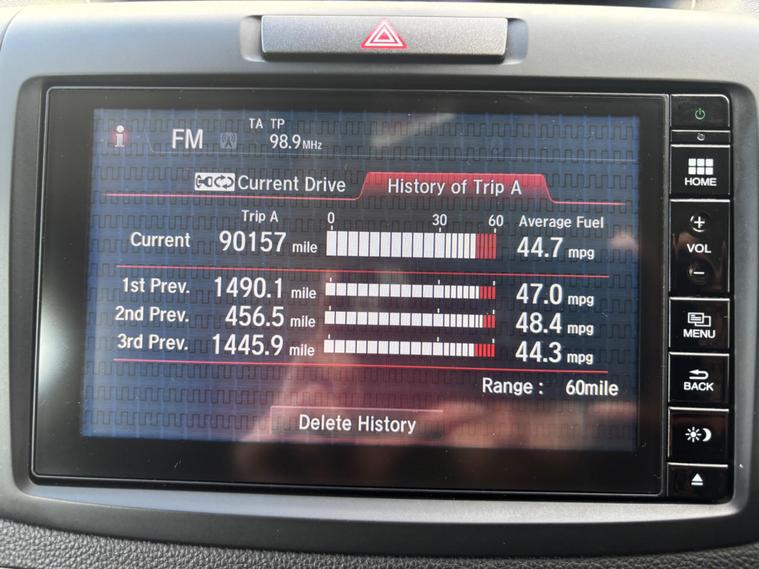 TA TP
FM 98.9MHz
Current Drive History of Trip A
Trip A 0 30 60 Average Fuel
Current 90157 mile 44.7 mpg
1st Prev. 1490.1 mile 47.0 mpg
2nd Prev. 456.5 mile 48.4 mpg
3rd Prev. 1445.9 mile 44.3 mpg
Range : 60mile
Delete History
HOME
+
VOL
−
MENU
BACK